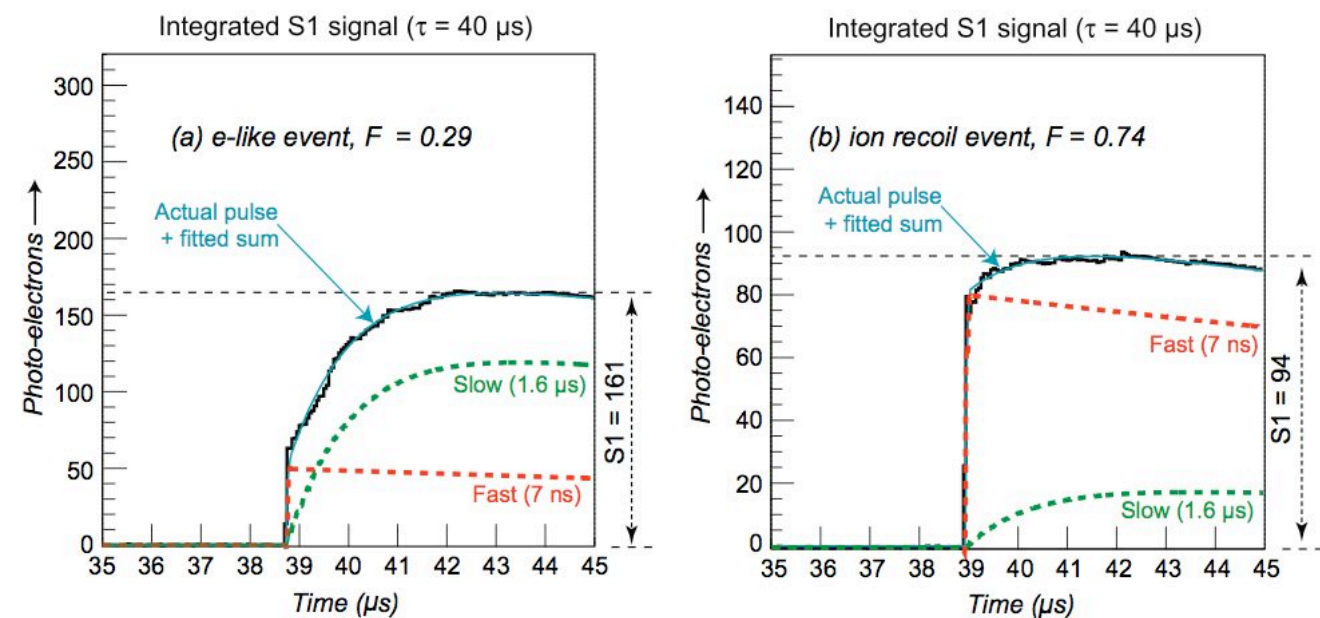 Integrated S1 signal (τ = 40 µs)
300
250
200
150
100
50
0
Photo-electrons
(a) e-like event, F = 0.29
Actual pulse
+ fitted sum
Slow (1.6 µs)
Fast (7 ns)
S1 = 161
35 36 37 38 39 40 41 42 43 44 45
Time (µs)
Integrated S1 signal (τ = 40 µs)
140
120
100
80
60
40
20
0
Photo-electrons
(b) ion recoil event, F = 0.74
Actual pulse
+ fitted sum
Fast (7 ns)
Slow (1.6 µs)
S1 = 94
35 36 37 38 39 40 41 42 43 44 45
Time (µs)